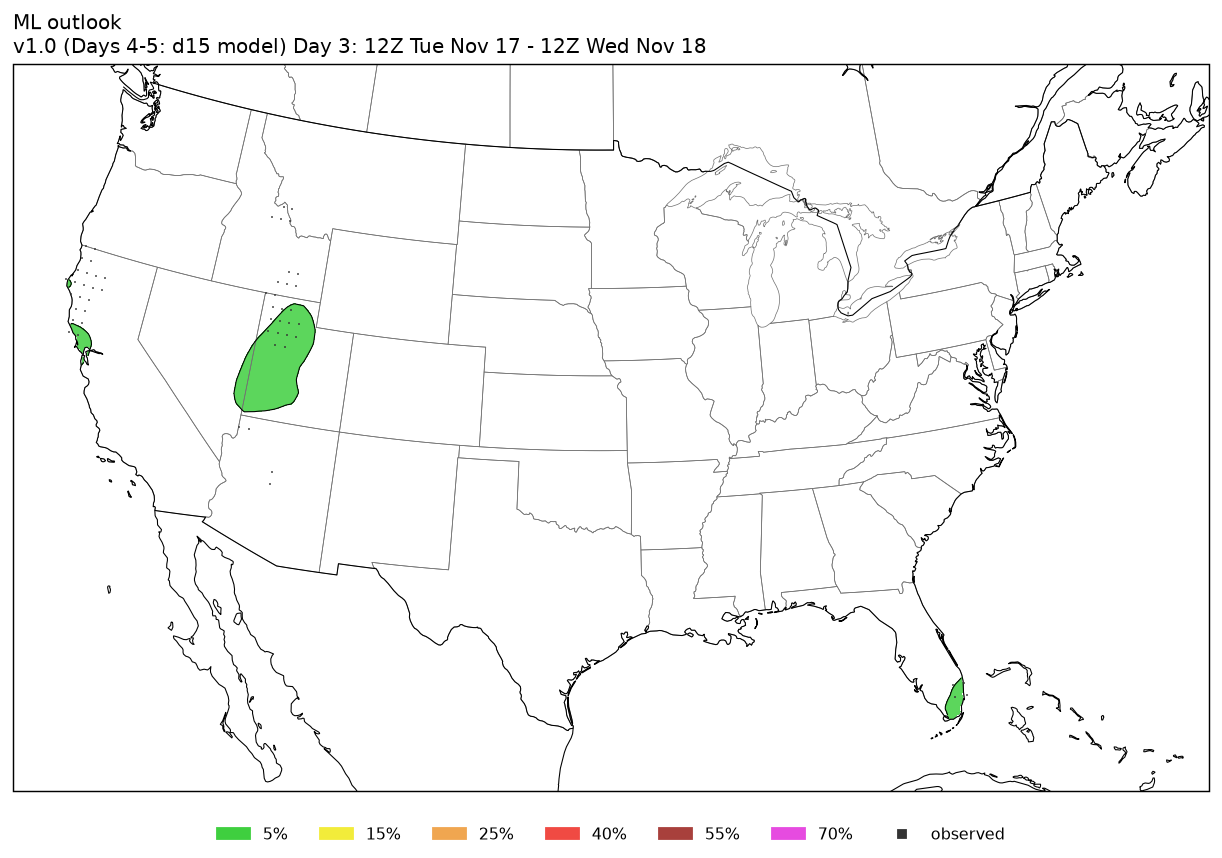 ML outlook
v1.0 (Days 4-5: d15 model) Day 3: 12Z Tue Nov 17 - 12Z Wed Nov 18
5% 15% 25% 40% 55% 70% observed